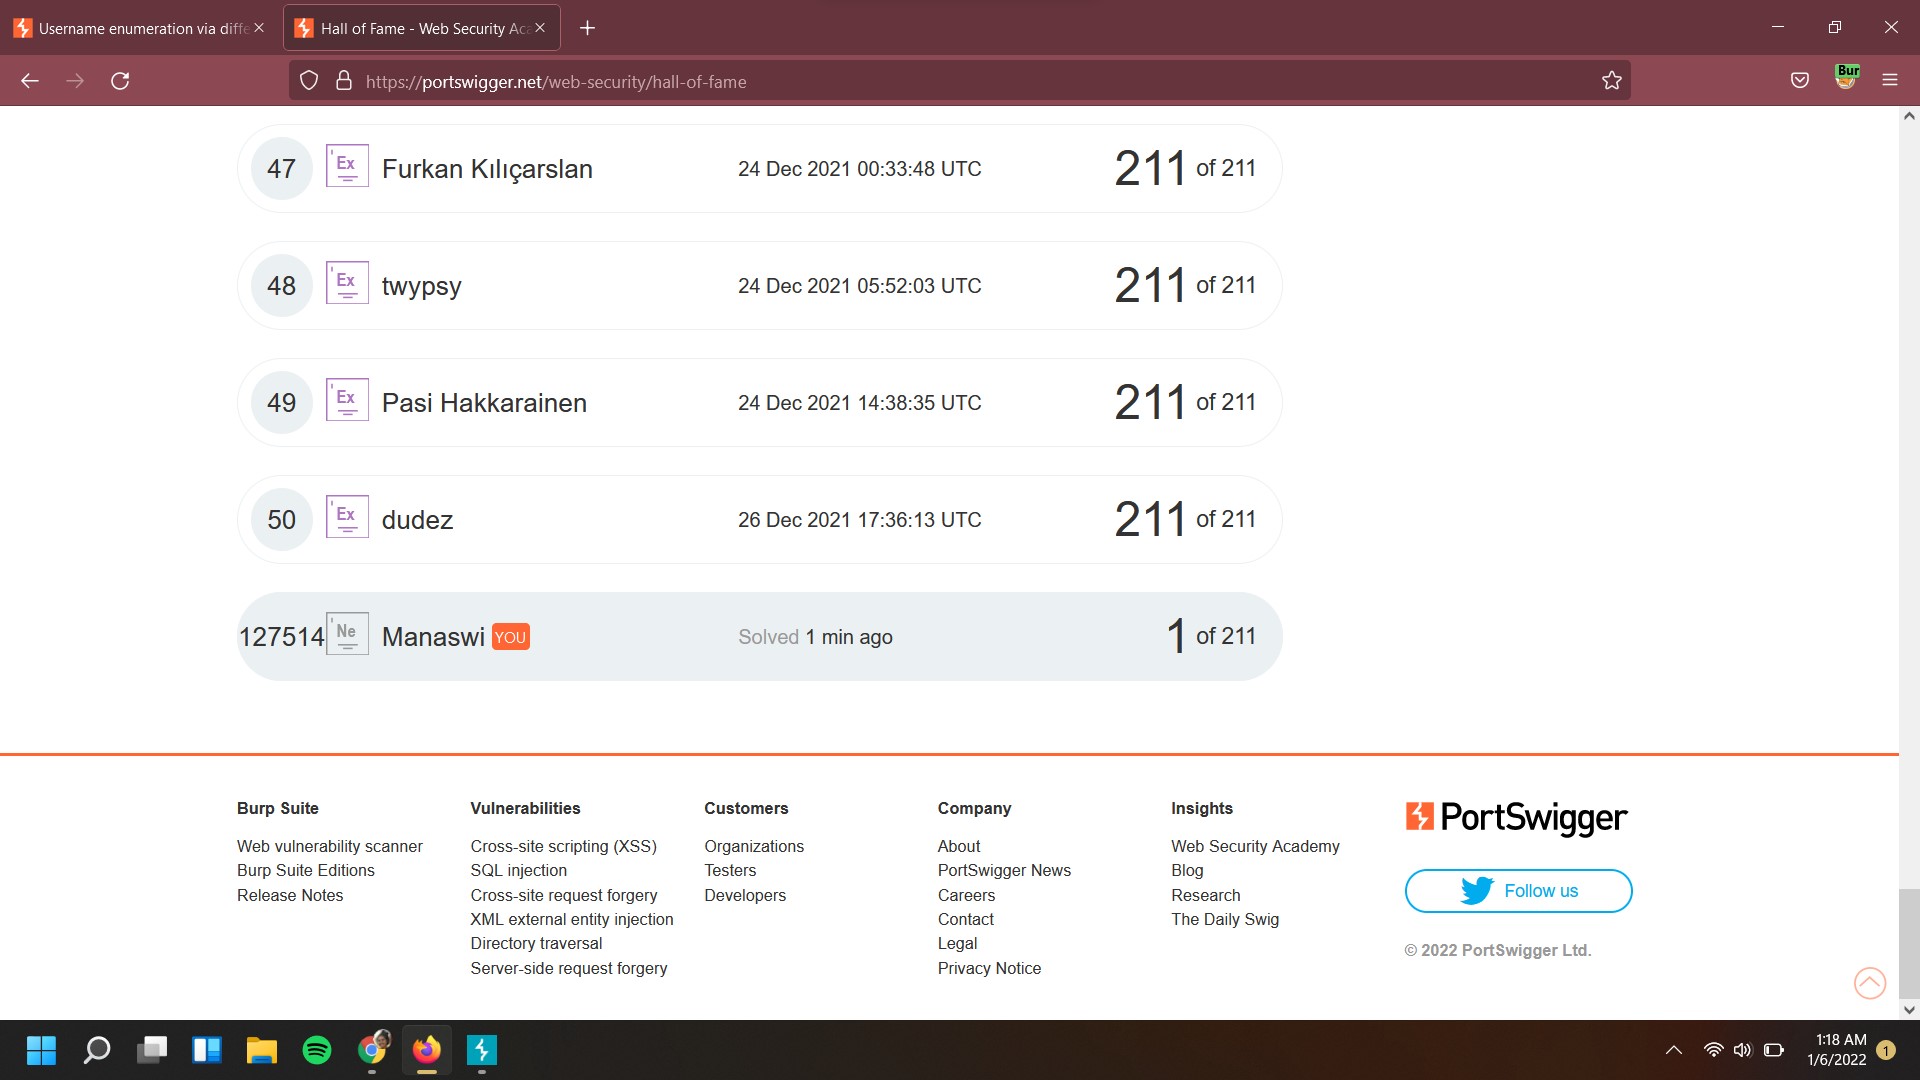 Username enumeration via diffe
Hall of Fame - Web Security Aca
https://portswigger.net/web-security/hall-of-fame
Bur
47 Ex Furkan Kılıçarslan 24 Dec 2021 00:33:48 UTC 211 of 211
48 Ex twypsy 24 Dec 2021 05:52:03 UTC 211 of 211
49 Ex Pasi Hakkarainen 24 Dec 2021 14:38:35 UTC 211 of 211
50 Ex dudez 26 Dec 2021 17:36:13 UTC 211 of 211
127514 Ne Manaswi YOU Solved 1 min ago 1 of 211
Burp Suite
Web vulnerability scanner
Burp Suite Editions
Release Notes
Vulnerabilities
Cross-site scripting (XSS)
SQL injection
Cross-site request forgery
XML external entity injection
Directory traversal
Server-side request forgery
Customers
Organizations
Testers
Developers
Company
About
PortSwigger News
Careers
Contact
Legal
Privacy Notice
Insights
Web Security Academy
Blog
Research
The Daily Swig
PortSwigger
Follow us
© 2022 PortSwigger Ltd.
1:18 AM
1/6/2022
1